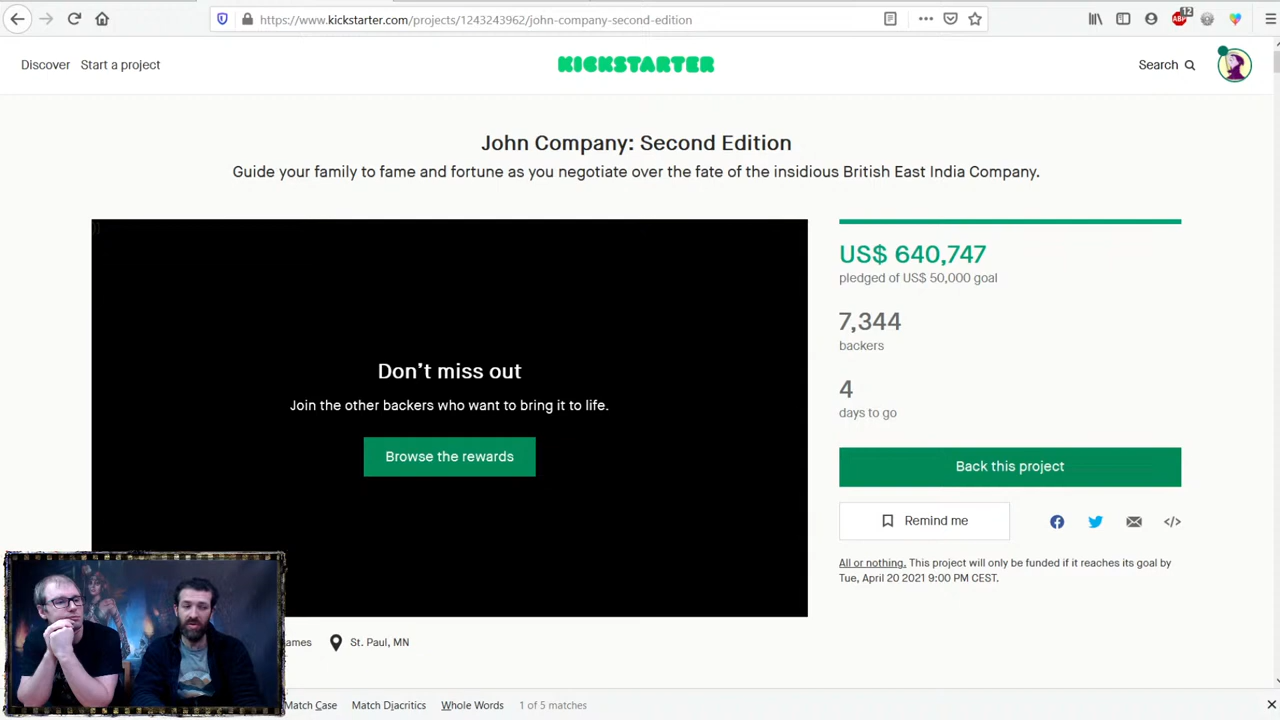 https://www.kickstarter.com/projects/1243243962/john-company-second-edition
12
Discover
Start a project
KICKSTARTER
Search
John Company: Second Edition
Guide your family to fame and fortune as you negotiate over the fate of the insidious British East India Company.
Don't miss out
Join the other backers who want to bring it to life.
Browse the rewards
US$ 640,747
pledged of US$ 50,000 goal
7,344
backers
4
days to go
Back this project
Remind me
</>
All or nothing. This project will only be funded if it reaches its goal by
Tue, April 20 2021 9:00 PM CEST.
ames
St. Paul, MN
Match Case
Match Diacritics
Whole Words
1 of 5 matches